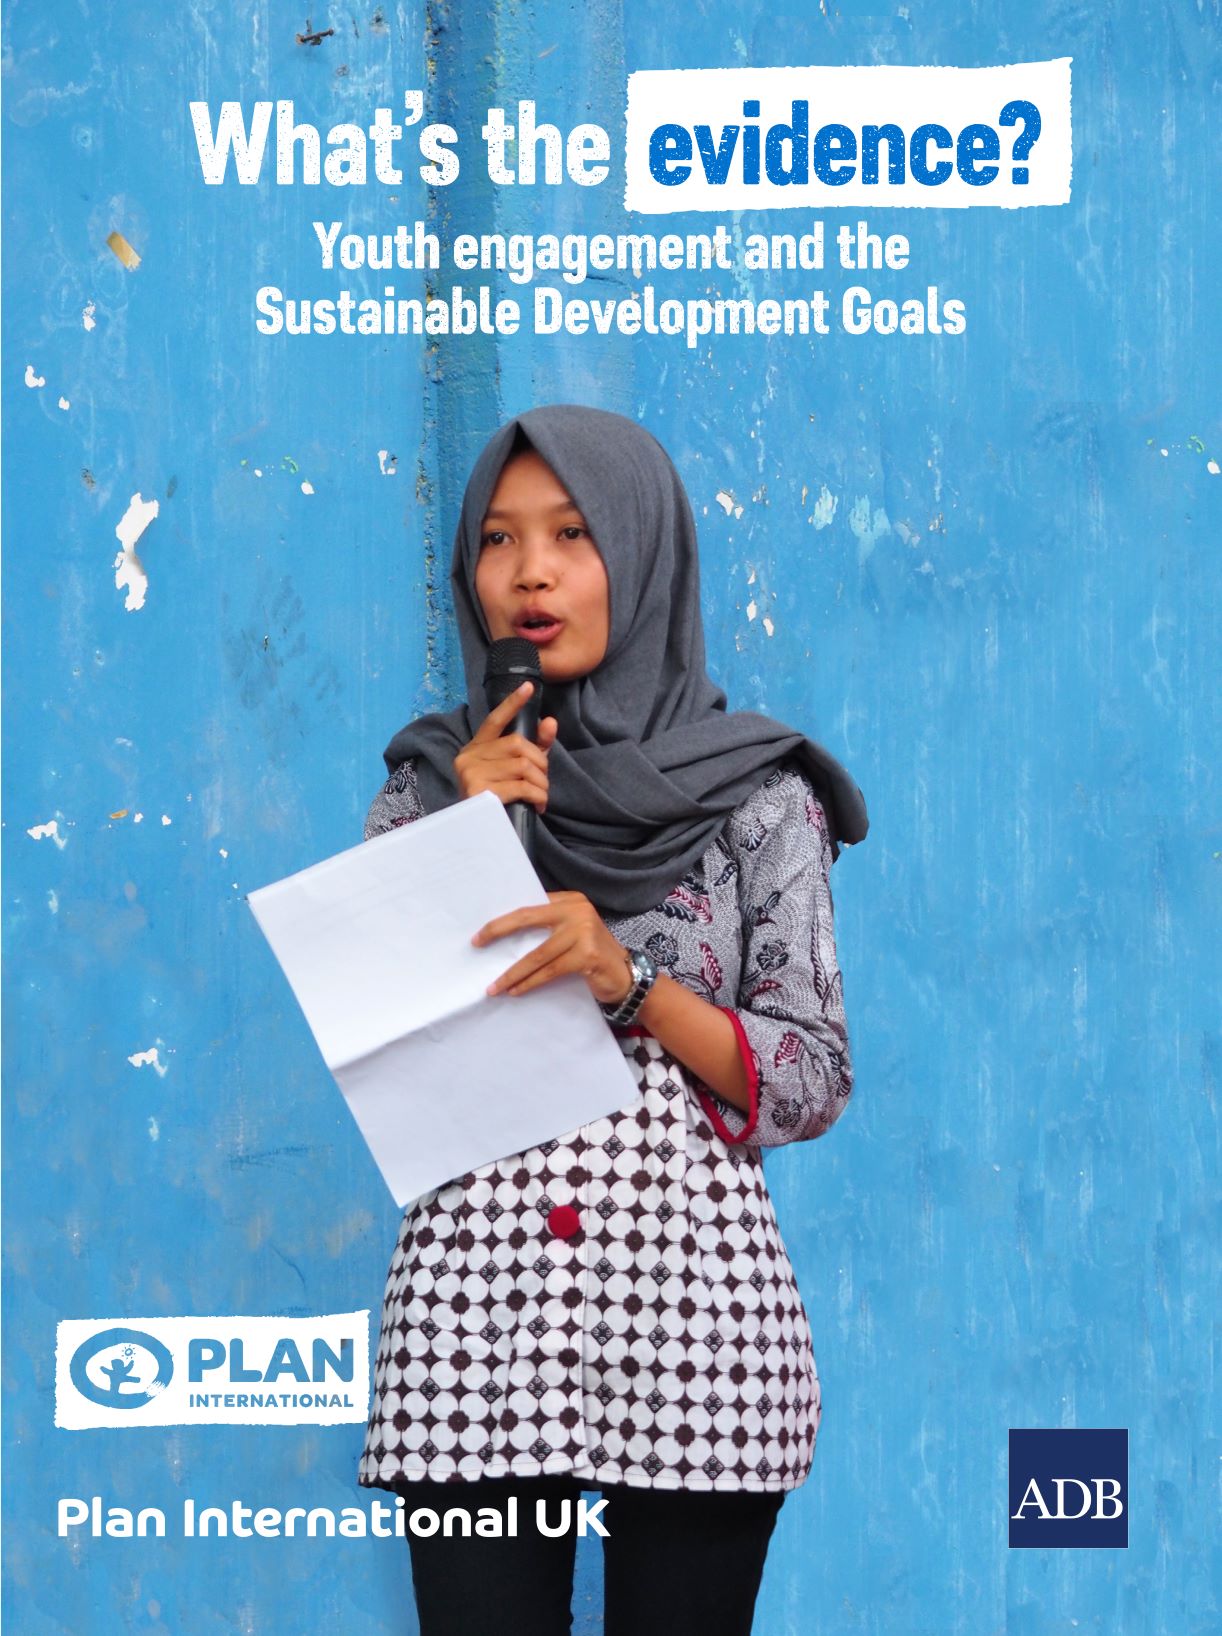 What's the evidence?
Youth engagement and the
Sustainable Development Goals
PLAN
INTERNATIONAL
Plan International UK
ADB